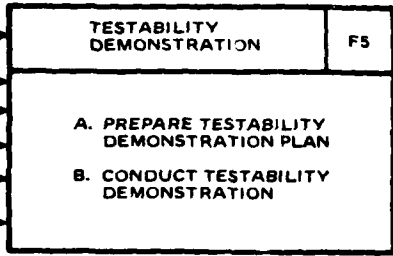 TESTABILITY
DEMONSTRATION
F5
A. PREPARE TESTABILITY
DEMONSTRATION PLAN
B. CONDUCT TESTABILITY
DEMONSTRATION